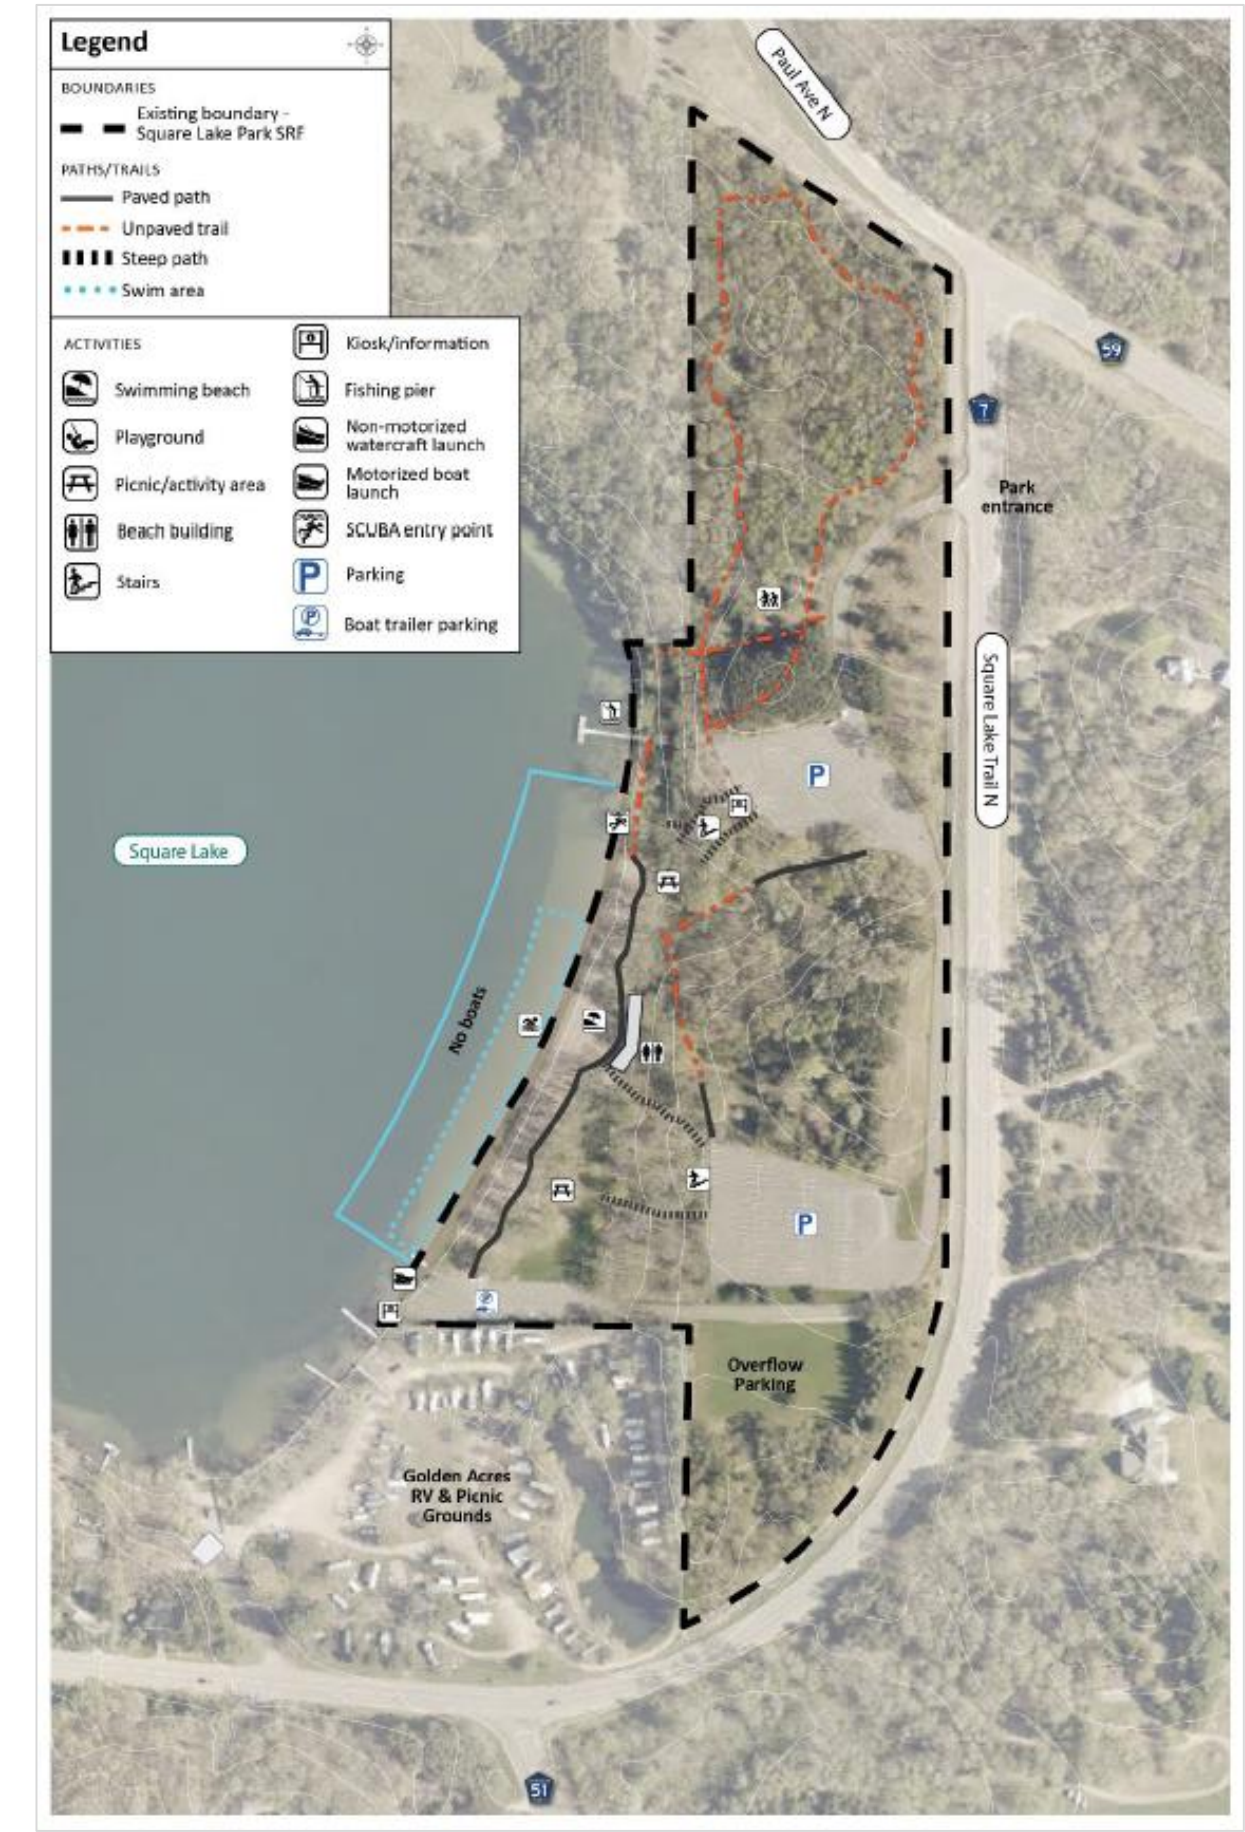 Legend
BOUNDARIES
Existing boundary -
Square Lake Park SRF
PATHS/TRAILS
Paved path
Unpaved trail
Steep path
Swim area
ACTIVITIES
Swimming beach
Playground
Picnic/activity area
Beach building
Stairs
Kiosk/information
Fishing pier
Non-motorized
watercraft launch
Motorized boat
launch
SCUBA entry point
P
Parking
P
Boat trailer parking
Paul Ave N
59
7
Park
entrance
Square Lake Trail N
P
Square Lake
No boats
P
Overflow
Parking
Golden Acres
RV & Picnic
Grounds
51